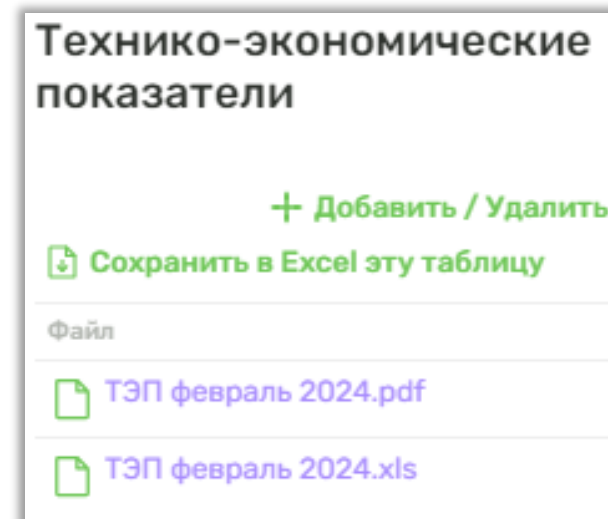 Технико-экономические
показатели
+ Добавить / Удалить
Сохранить в Excel эту таблицу
Файл
ТЭП февраль 2024.pdf
ТЭП февраль 2024.xls